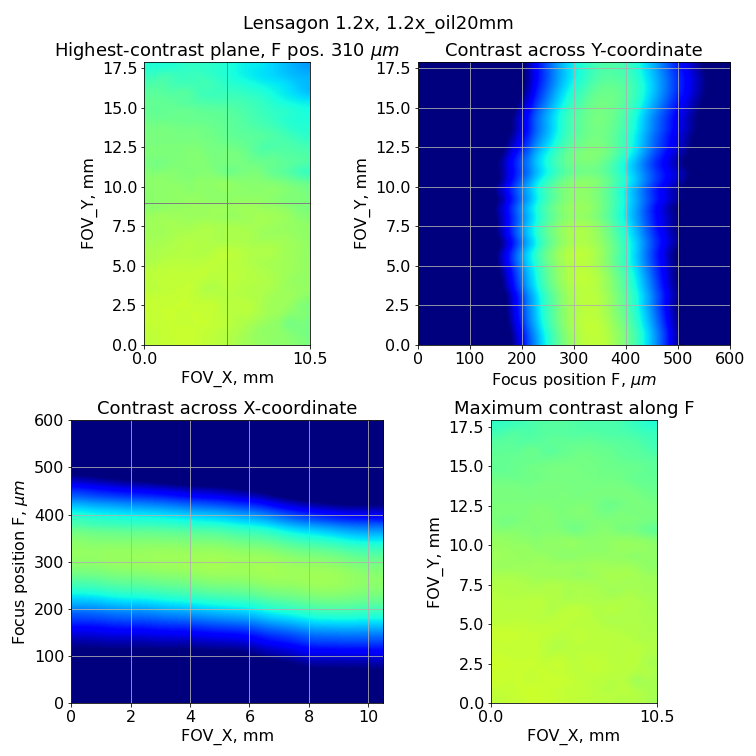 Lensagon 1.2x, 1.2x_oil20mm
Highest-contrast plane, F pos. 310 μm
Contrast across Y-coordinate
17.5
15.0
12.5
10.0
7.5
5.0
2.5
0.0
FOV_Y, mm
0.0 10.5
FOV_X, mm
17.5
15.0
12.5
10.0
7.5
5.0
2.5
0.0
FOV_Y, mm
0 100 200 300 400 500 600
Focus position F, μm
Contrast across X-coordinate
Maximum contrast along F
600
500
400
300
200
100
0
Focus position F, μm
0 2 4 6 8 10
FOV_X, mm
17.5
15.0
12.5
10.0
7.5
5.0
2.5
0.0
FOV_Y, mm
0.0 10.5
FOV_X, mm